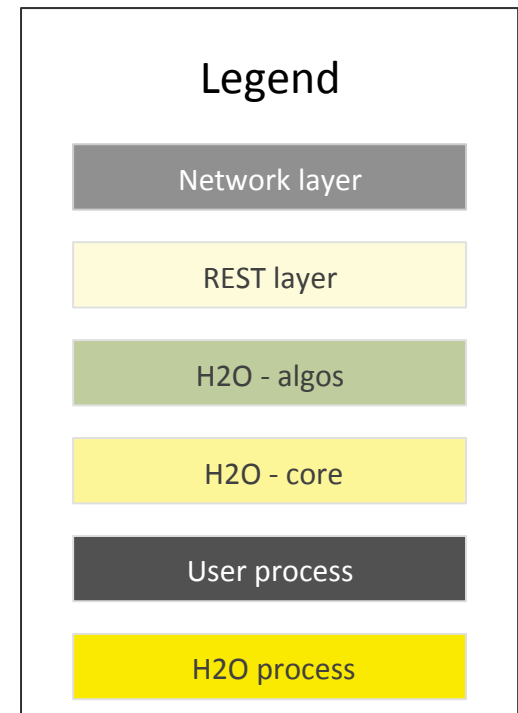 Legend
Network layer
REST layer
H2O - algos
H2O - core
User process
H2O process